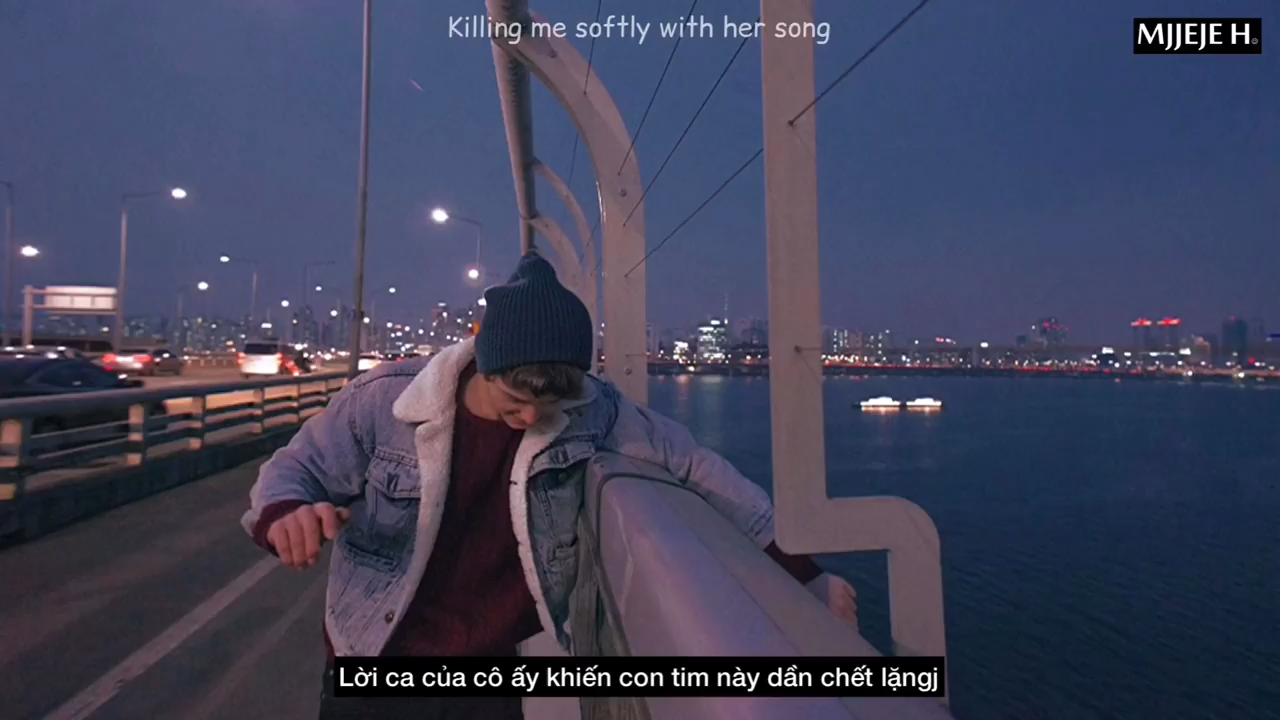 Killing me softly with her song
MJJEJE H.
Lời ca của cô ấy khiến con tim này dần chết lặngj